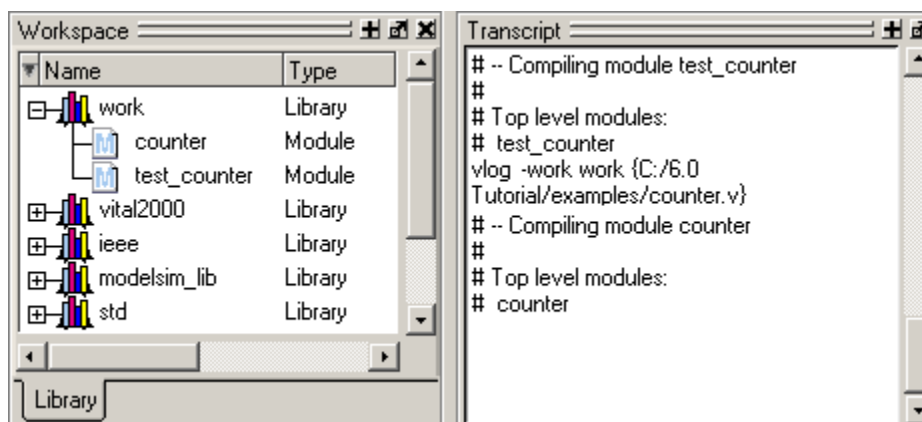 Workspace
Name Type
work Library
counter Module
test_counter Module
vital2000 Library
ieee Library
modelsim_lib Library
std Library
Library
Transcript
# -- Compiling module test_counter
#
# Top level modules:
# test_counter
vlog -work work {C:/6.0
Tutorial/examples/counter.v}
# -- Compiling module counter
#
# Top level modules:
# counter